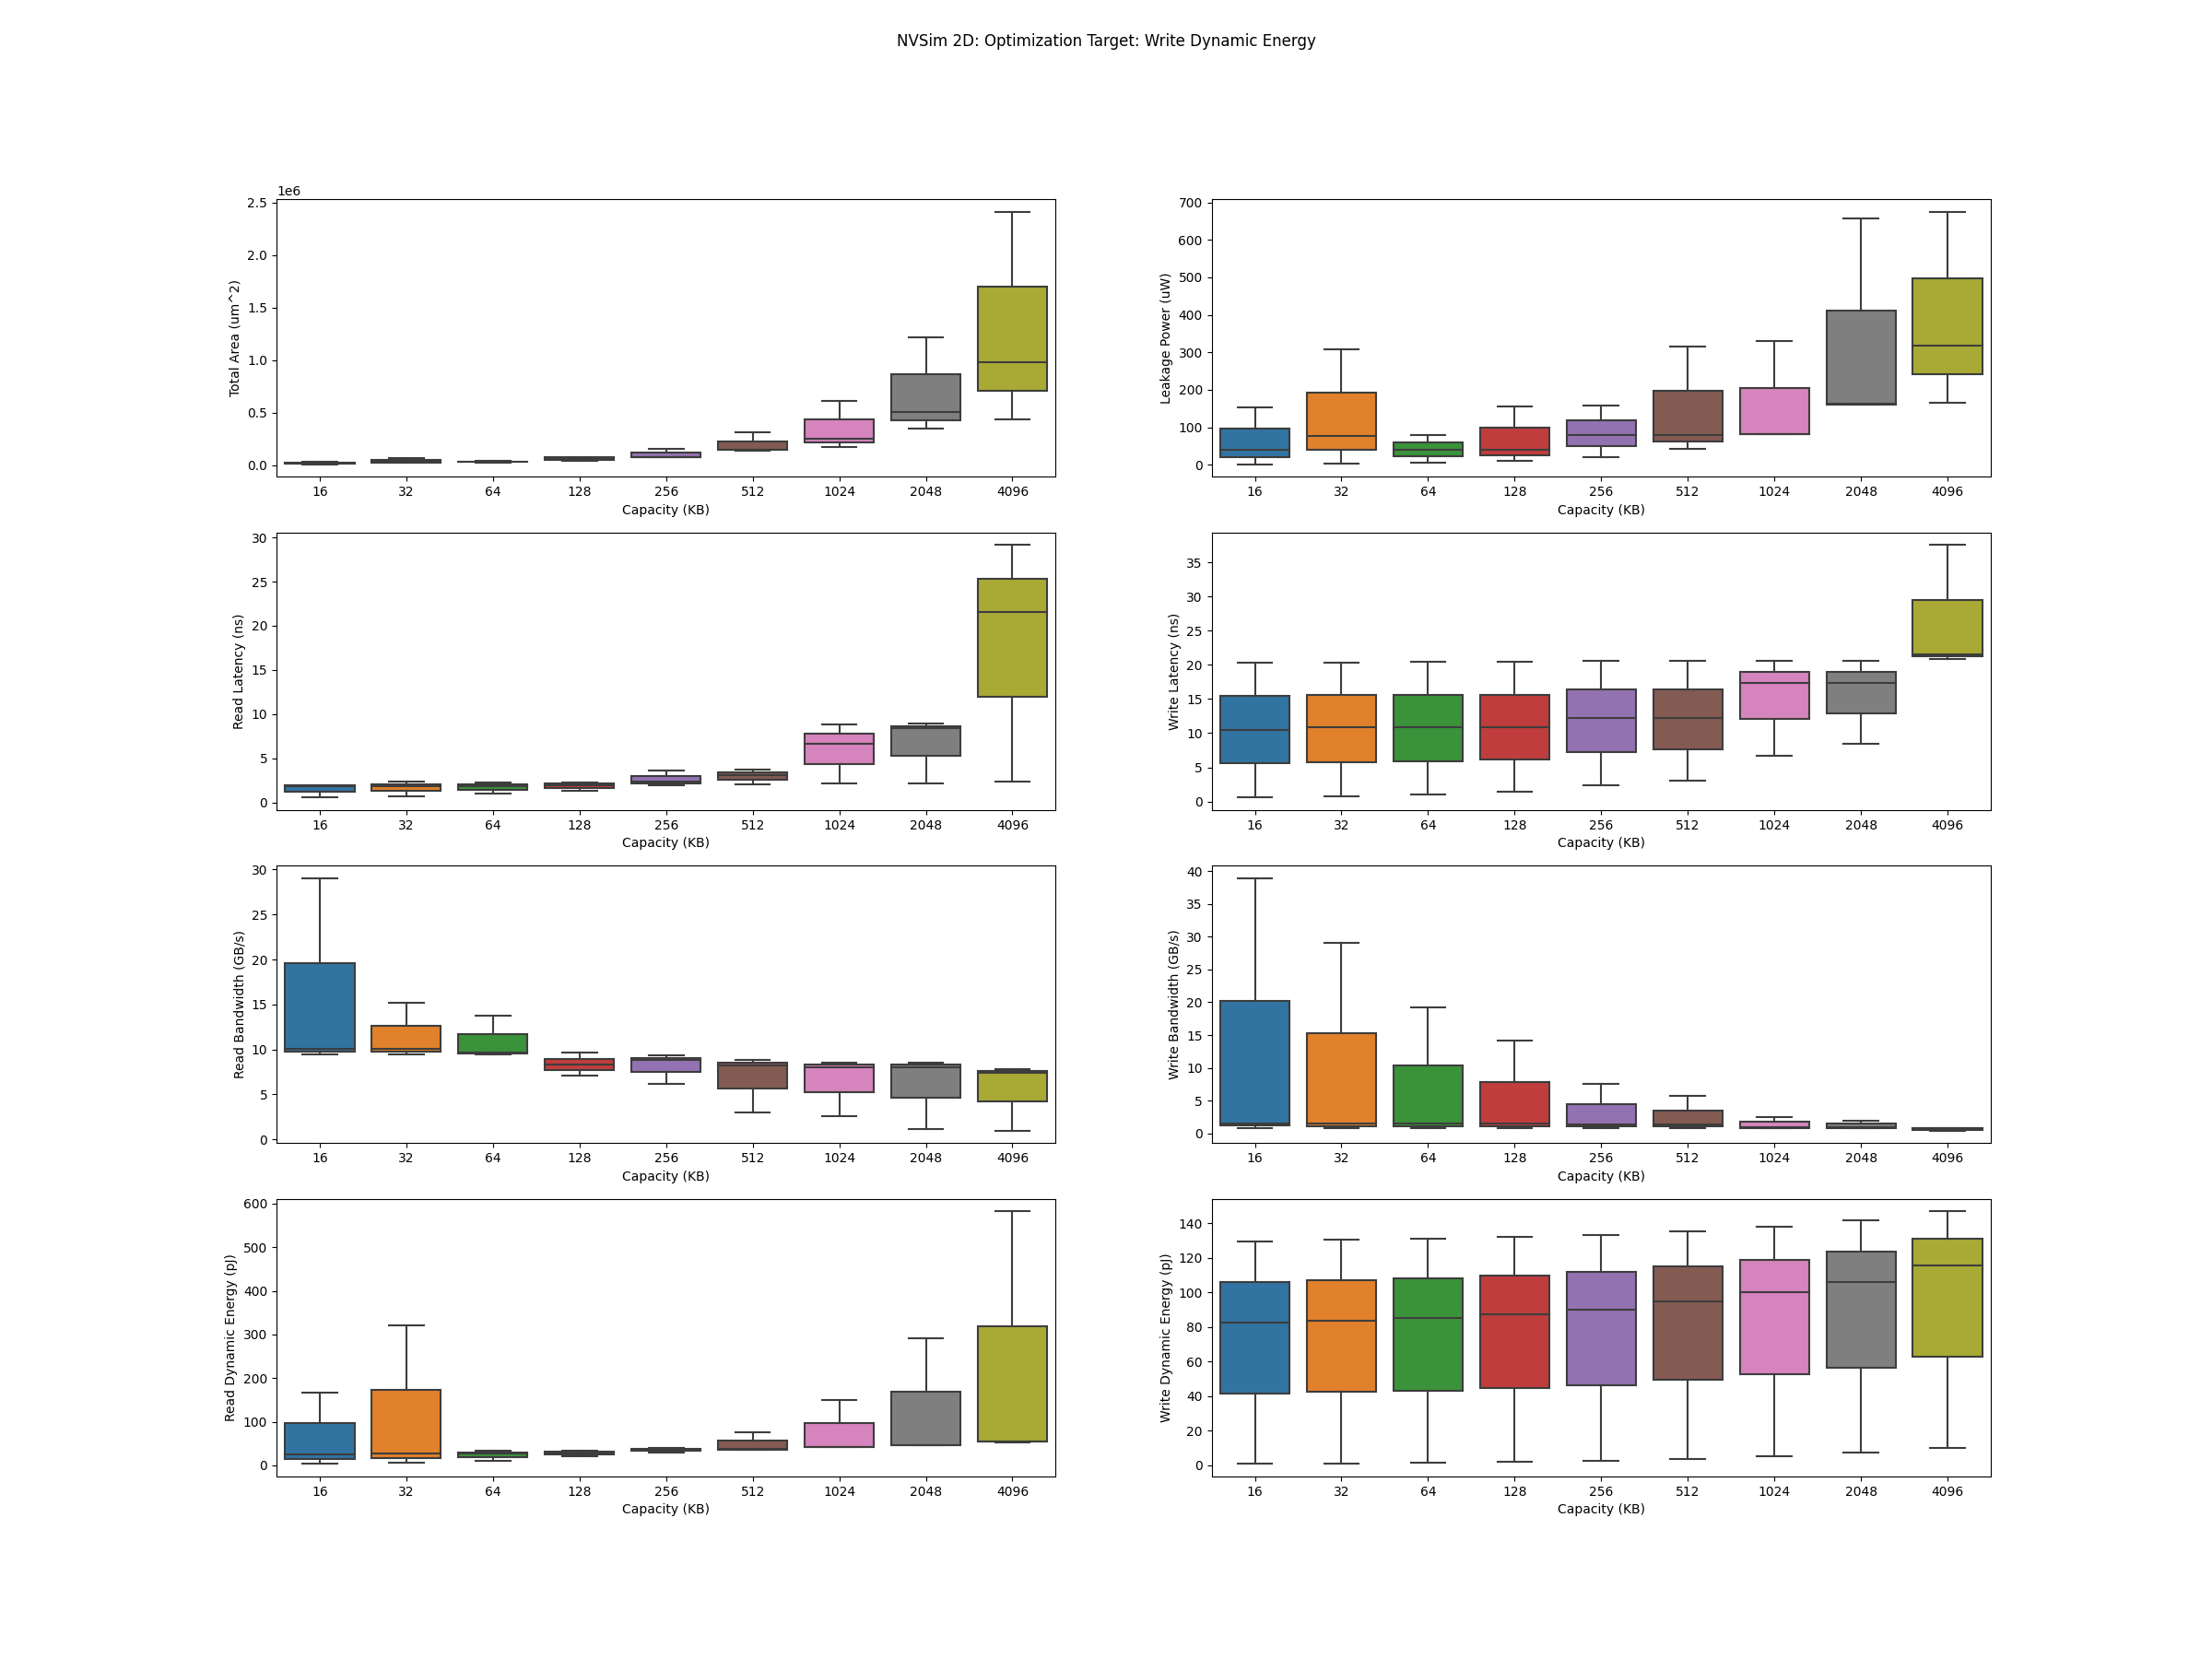 NVSim 2D: Optimization Target: Write Dynamic Energy
1e6
Total Area (um^2)
2.5
2.0
1.5
1.0
0.5
0.0
16 32 64 128 256 512 1024 2048 4096
Capacity (KB)
Leakage Power (uW)
700
600
500
400
300
200
100
0
16 32 64 128 256 512 1024 2048 4096
Capacity (KB)
Read Latency (ns)
30
25
20
15
10
5
0
16 32 64 128 256 512 1024 2048 4096
Capacity (KB)
Write Latency (ns)
35
30
25
20
15
10
5
0
16 32 64 128 256 512 1024 2048 4096
Capacity (KB)
Read Bandwidth (GB/s)
30
25
20
15
10
5
0
16 32 64 128 256 512 1024 2048 4096
Capacity (KB)
Write Bandwidth (GB/s)
40
35
30
25
20
15
10
5
0
16 32 64 128 256 512 1024 2048 4096
Capacity (KB)
Read Dynamic Energy (pJ)
600
500
400
300
200
100
0
16 32 64 128 256 512 1024 2048 4096
Capacity (KB)
Write Dynamic Energy (pJ)
140
120
100
80
60
40
20
0
16 32 64 128 256 512 1024 2048 4096
Capacity (KB)